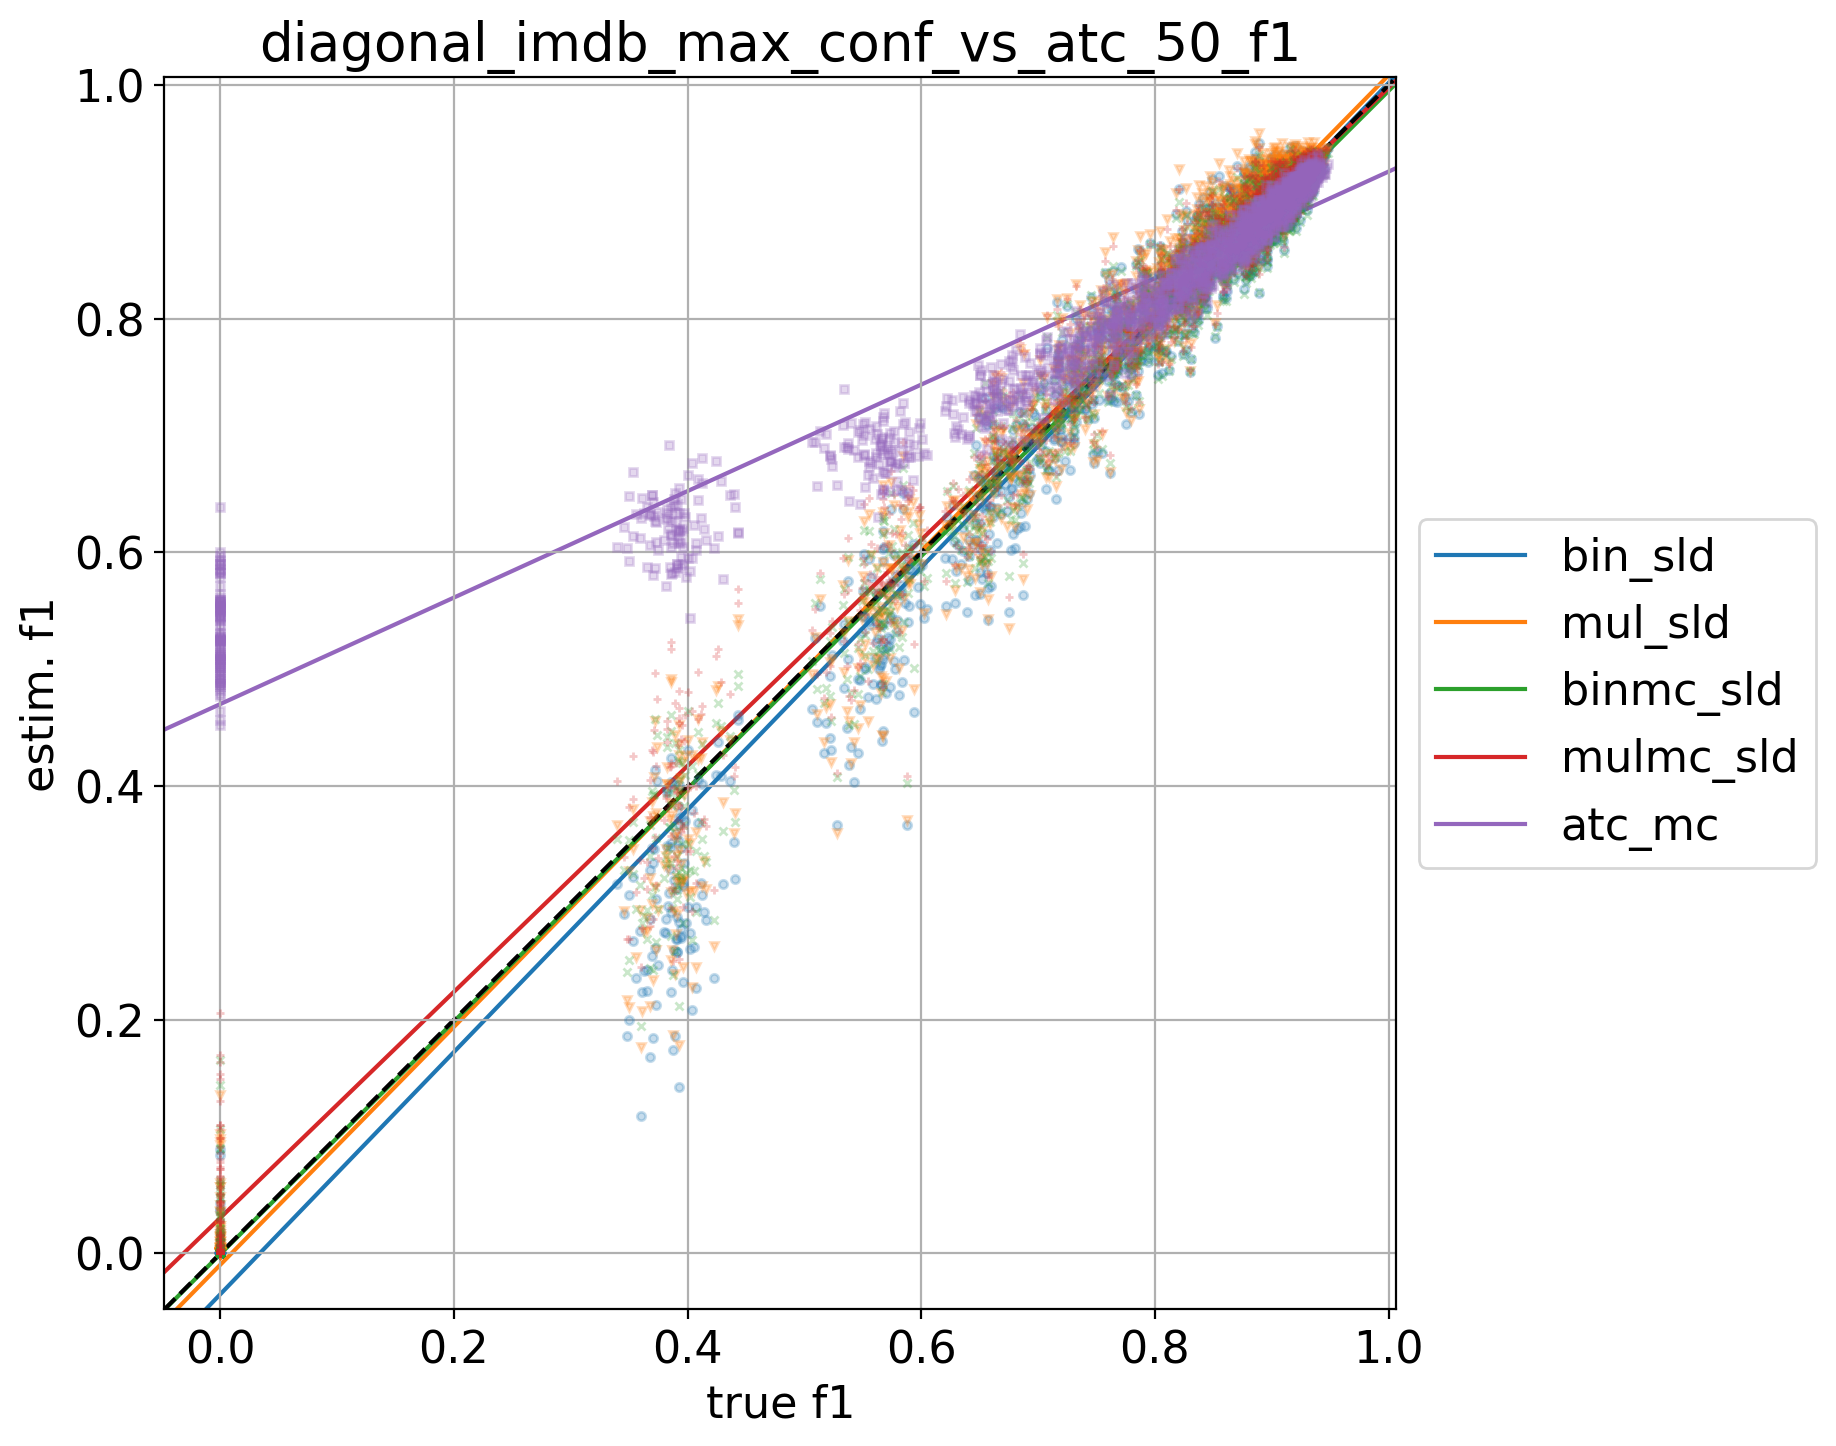 diagonal_imdb_max_conf_vs_atc_50_f1
1.0
0.8
0.6
0.4
0.2
0.0
estim. f1
0.0 0.2 0.4 0.6 0.8 1.0
true f1
bin_sld
mul_sld
binmc_sld
mulmc_sld
atc_mc